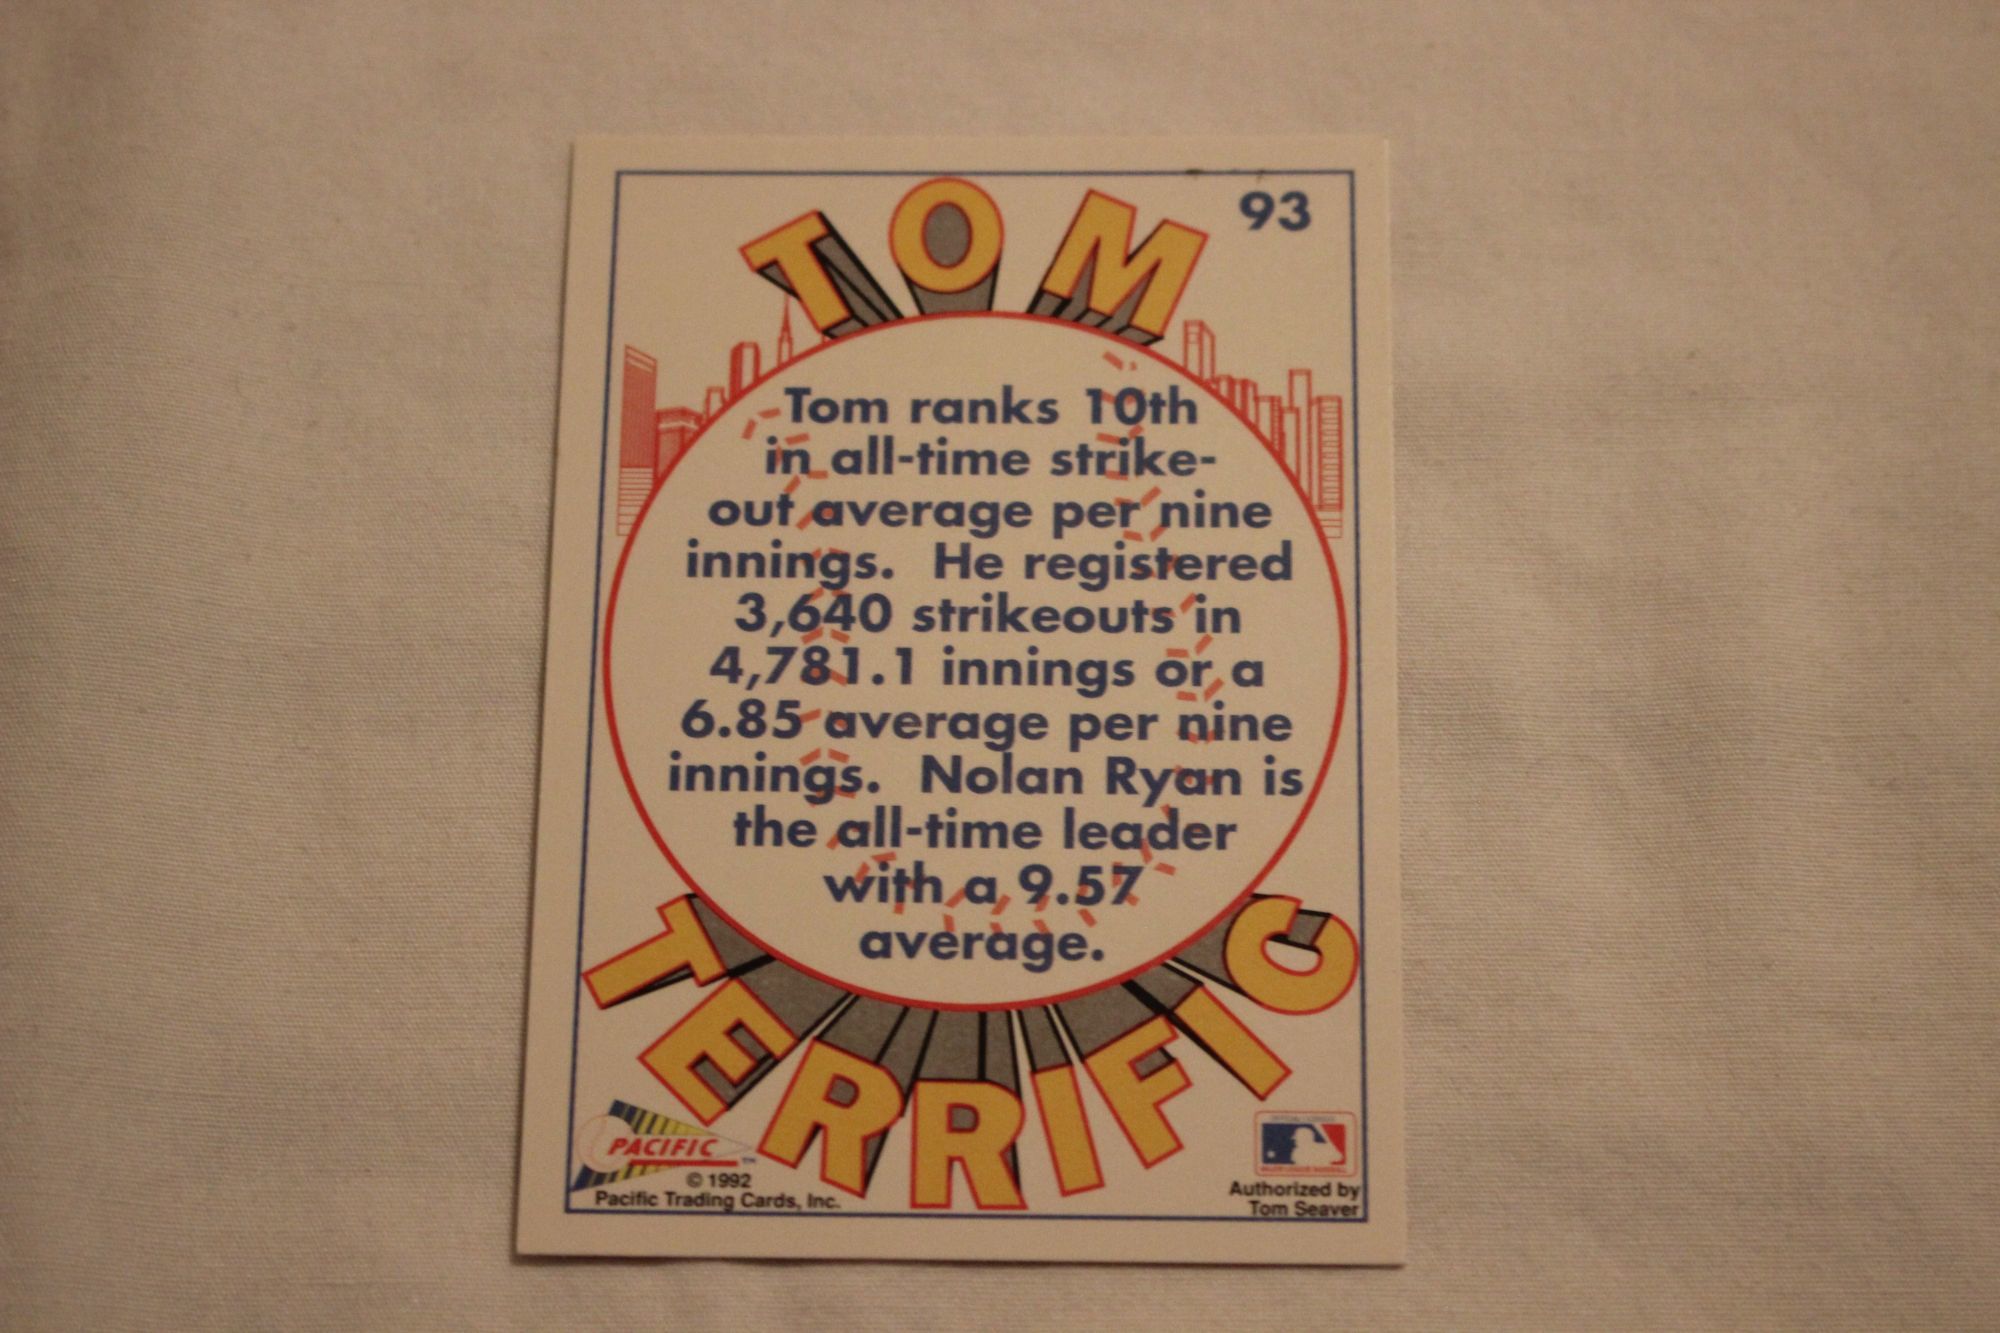 93
TOM
Tom ranks 10th
in all-time strike-
out average per nine
innings. He registered
3,640 strikeouts in
4,781.1 innings or a
6.85 average per nine
innings. Nolan Ryan is
the all-time leader
with a 9.57
average.
TERRIFIC
PACIFIC™
© 1992
Pacific Trading Cards, Inc.
Authorized by
Tom Seaver